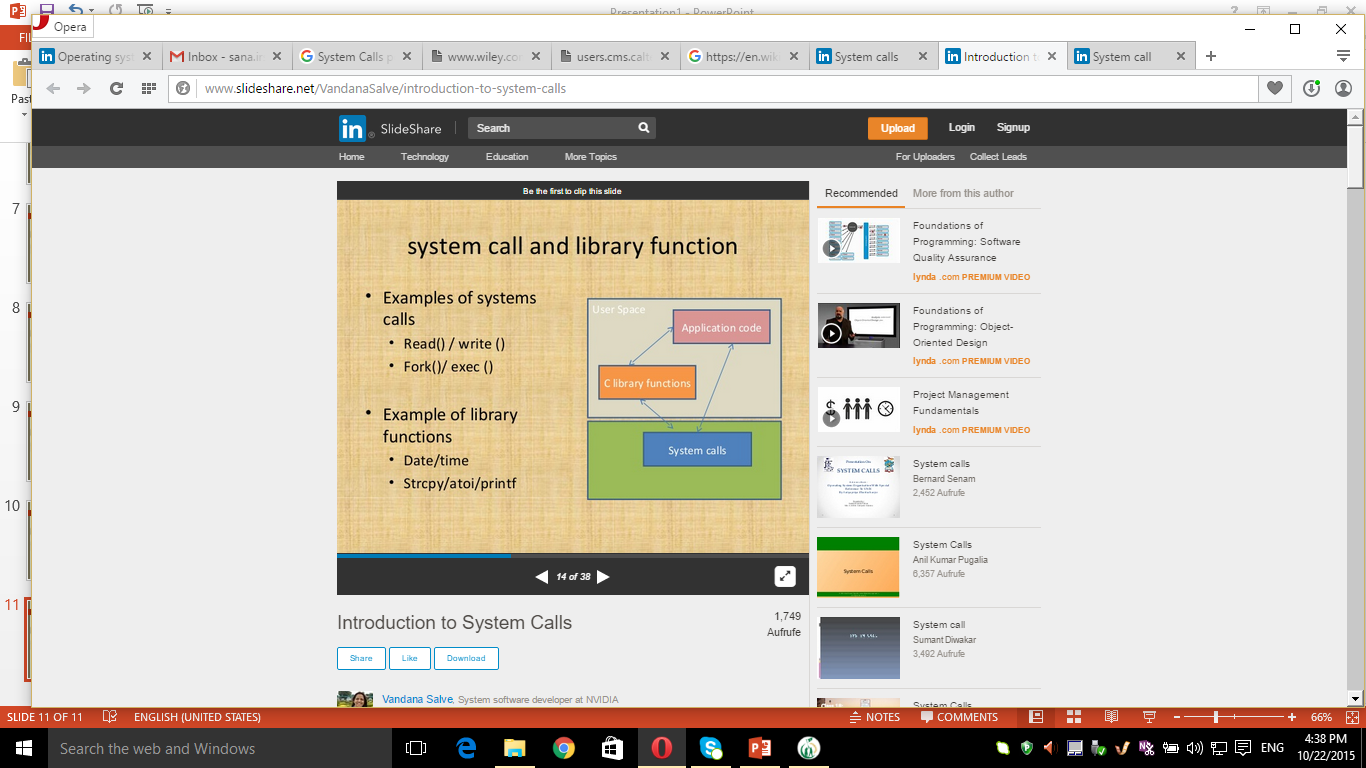 Presentation1 - PowerPoint
Opera
FI
Operating sys
Inbox - sana.in
System Calls p
www.wiley.co
users.cms.calt
https://en.wiki
System calls
Introduction t
System call
Past
www.slideshare.net/VandanaSalve/introduction-to-system-calls
in SlideShare
Search
Upload
Login
Signup
Home
Technology
Education
More Topics
For Uploaders
Collect Leads
Be the first to clip this slide
system call and library function
• Examples of systems
calls
• Read() / write ()
• Fork()/ exec ()
• Example of library
functions
• Date/time
• Strcpy/atoi/printf
User Space
Application code
C library functions
System calls
14 of 38
Introduction to System Calls
1,749
Aufrufe
Share
Like
Download
Vandana Salve, System software developer at NVIDIA
Recommended
More from this author
Foundations of
Programming: Software
Quality Assurance
lynda .com PREMIUM VIDEO
Foundations of
Programming: Object-
Oriented Design
lynda .com PREMIUM VIDEO
Project Management
Fundamentals
lynda .com PREMIUM VIDEO
SYSTEM CALLS
System calls
Bernard Senam
2,452 Aufrufe
System Calls
System Calls
Anil Kumar Pugalia
6,357 Aufrufe
System call
Sumant Diwakar
3,492 Aufrufe
System Calls
7
8
9
10
11
SLIDE 11 OF 11
ENGLISH (UNITED STATES)
NOTES
COMMENTS
66%
Search the web and Windows
ENG
4:38 PM
10/22/2015